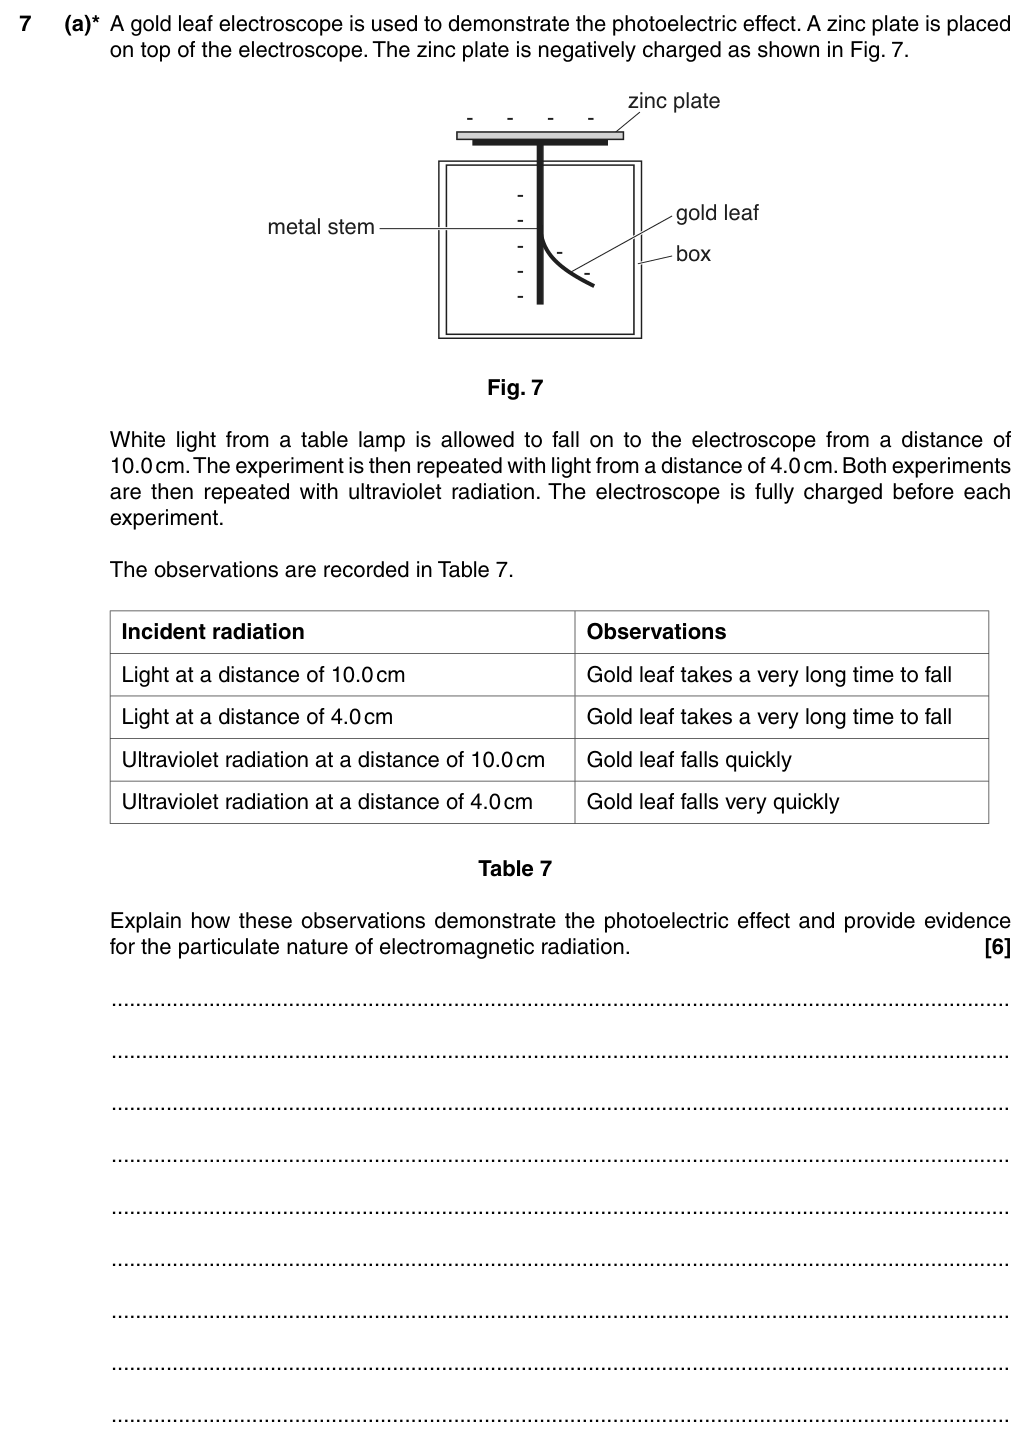 7 (a)* A gold leaf electroscope is used to demonstrate the photoelectric effect. A zinc plate is placed
on top of the electroscope. The zinc plate is negatively charged as shown in Fig. 7.
zinc plate
- - - -
-
gold leaf
-
metal stem
-
-
box
-
-
-
Fig. 7
White light from a table lamp is allowed to fall on to the electroscope from a distance of
10.0 cm. The experiment is then repeated with light from a distance of 4.0 cm. Both experiments
are then repeated with ultraviolet radiation. The electroscope is fully charged before each
experiment.
The observations are recorded in Table 7.
Incident radiation Observations
Light at a distance of 10.0 cm Gold leaf takes a very long time to fall
Light at a distance of 4.0 cm Gold leaf takes a very long time to fall
Ultraviolet radiation at a distance of 10.0 cm Gold leaf falls quickly
Ultraviolet radiation at a distance of 4.0 cm Gold leaf falls very quickly
Table 7
Explain how these observations demonstrate the photoelectric effect and provide evidence
for the particulate nature of electromagnetic radiation. [6]